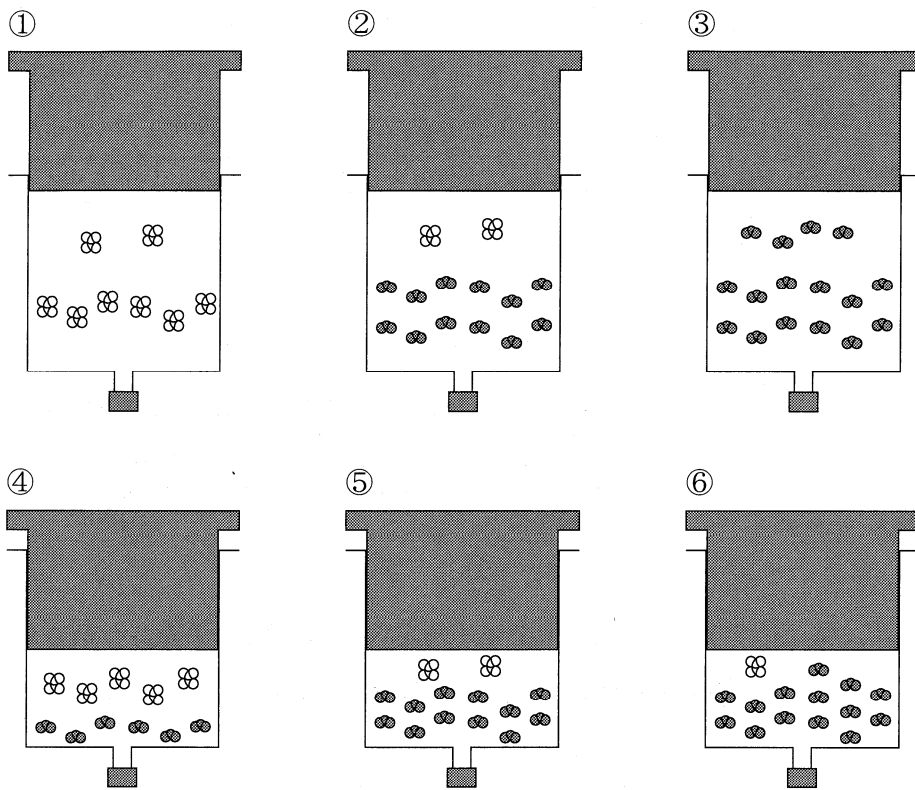 ① ② ③
④ ⑤ ⑥